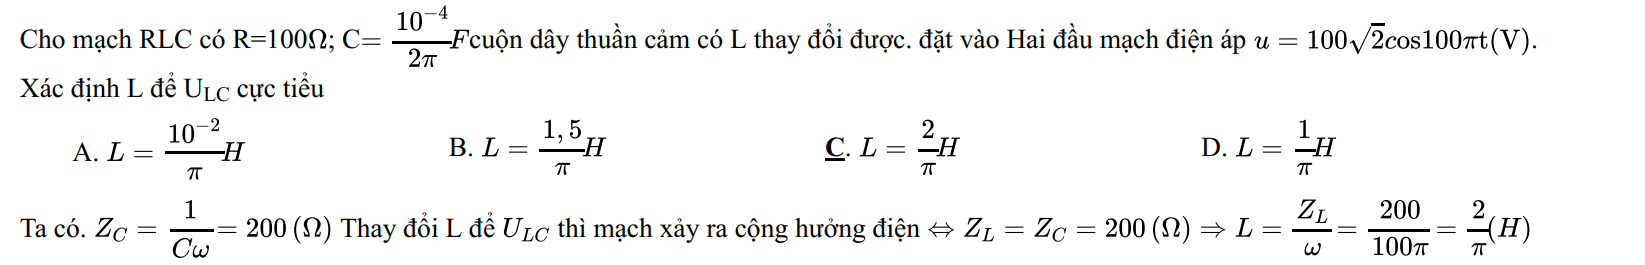 Cho mạch RLC có R=100Ω; C= $\frac{10^{-4}}{2\pi}F$cuộn dây thuần cảm có L thay đổi được. đặt vào Hai đầu mạch điện áp $u = 100\sqrt{2}cos100\pi$t(V).
Xác định L để U$_{LC}$ cực tiểu
A. $L = \frac{10^{-2}}{\pi}H$ B. $L = \frac{1,5}{\pi}H$ C. $L = \frac{2}{\pi}H$ D. $L = \frac{1}{\pi}H$
Ta có. $Z_C = \frac{1}{C\omega} = 200\,(\Omega)$ Thay đổi L để $U_{LC}$ thì mạch xảy ra cộng hưởng điện $\Leftrightarrow Z_L = Z_C = 200\,(\Omega) \Rightarrow L = \frac{Z_L}{\omega} = \frac{200}{100\pi} = \frac{2}{\pi}(H)$